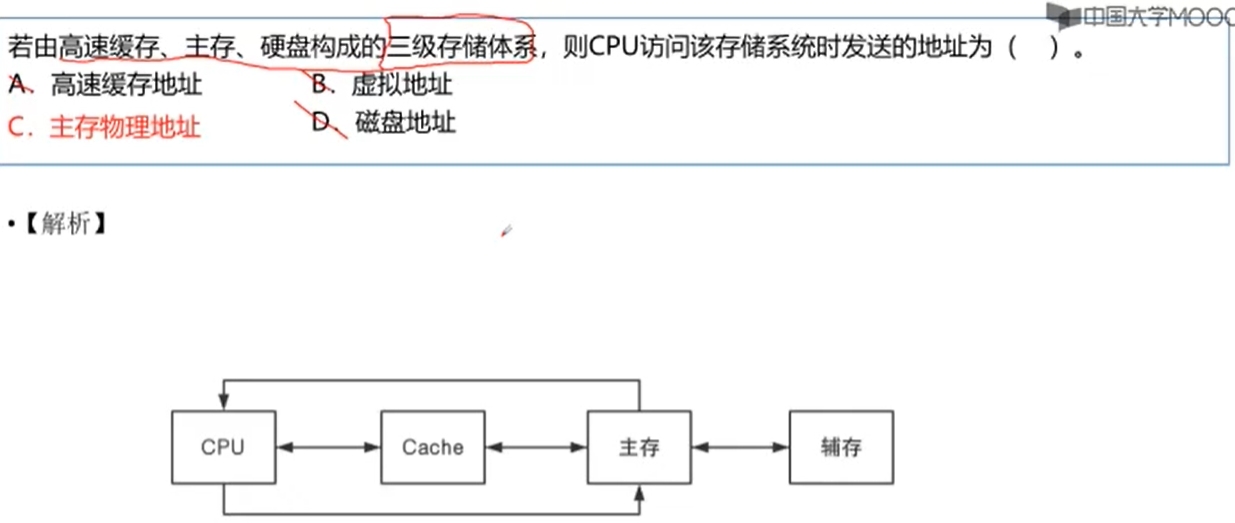 中国大学MOOC
若由高速缓存、主存、硬盘构成的三级存储体系，则CPU访问该存储系统时发送的地址为（ ）。
A．高速缓存地址 B．虚拟地址
C．主存物理地址 D．磁盘地址
•【解析】
CPU Cache 主存 辅存